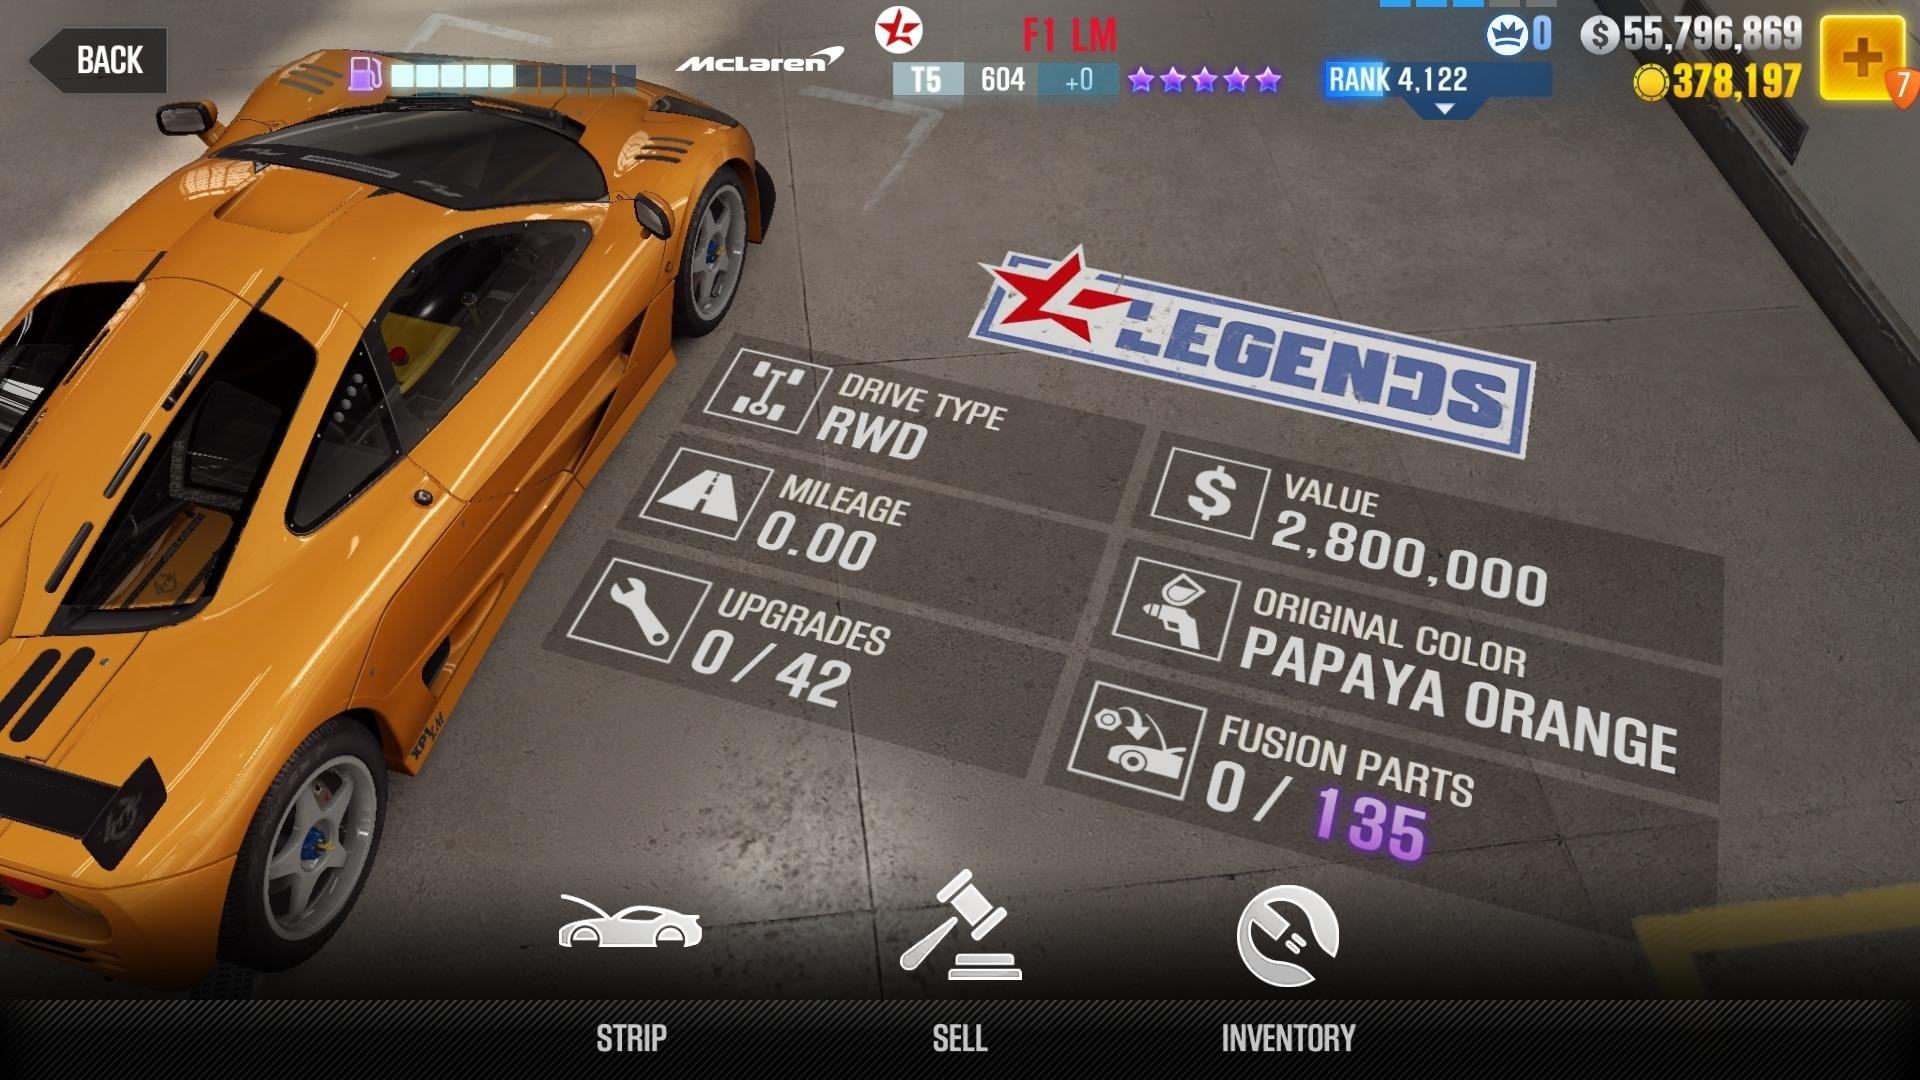 BACK
McLaren
F1 LM
T5 604 +0
RANK 4,122
0
55,796,869
378,197
7
LEGENDS
DRIVE TYPE
RWD
MILEAGE
0.00
UPGRADES
0/42
$
VALUE
2,800,000
ORIGINAL COLOR
PAPAYA ORANGE
FUSION PARTS
0/ 135
XP1 LM
STRIP
SELL
INVENTORY